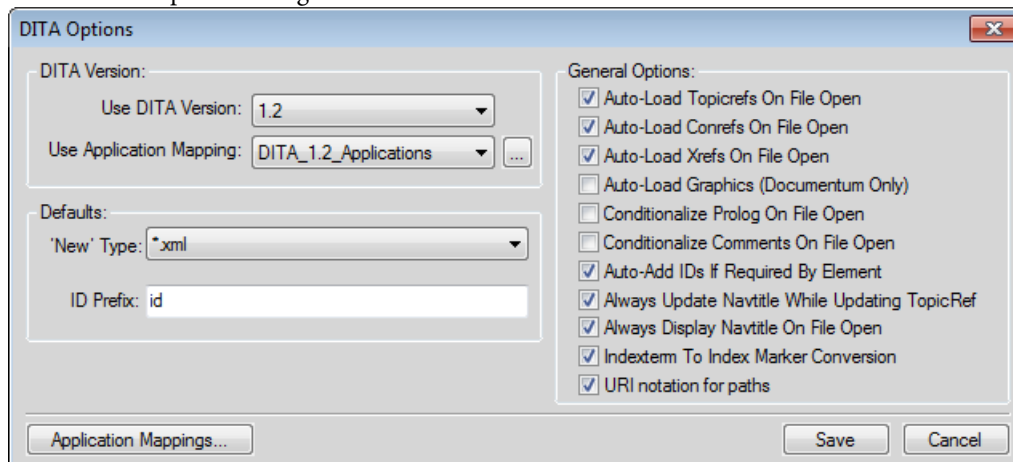 DITA Options
DITA Version:
Use DITA Version: 1.2
Use Application Mapping: DITA_1.2_Applications ...
Defaults:
'New' Type: *.xml
ID Prefix: id
General Options:
Auto-Load Topicrefs On File Open
Auto-Load Conrefs On File Open
Auto-Load Xrefs On File Open
Auto-Load Graphics (Documentum Only)
Conditionalize Prolog On File Open
Conditionalize Comments On File Open
Auto-Add IDs If Required By Element
Always Update Navtitle While Updating TopicRef
Always Display Navtitle On File Open
Indexterm To Index Marker Conversion
URI notation for paths
Application Mappings... Save Cancel